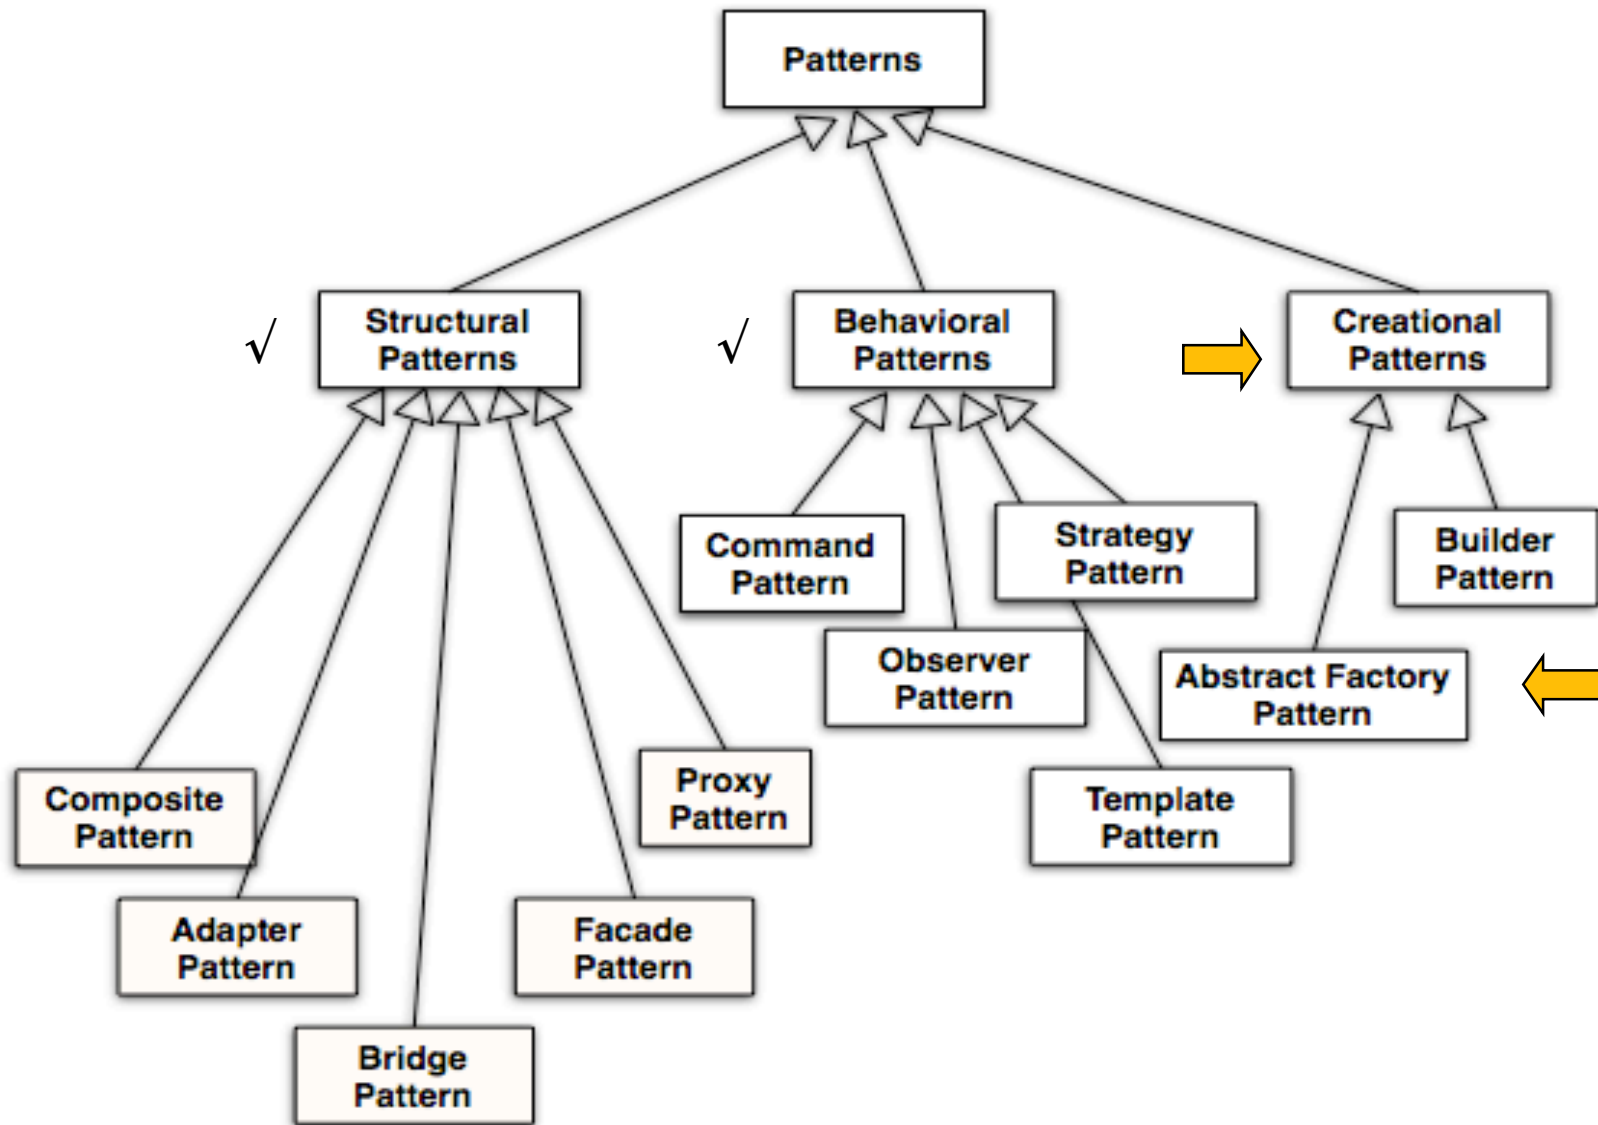 Patterns
√
Structural
Patterns
√
Behavioral
Patterns
Creational
Patterns
Command
Pattern
Strategy
Pattern
Builder
Pattern
Observer
Pattern
Abstract Factory
Pattern
Composite
Pattern
Proxy
Pattern
Template
Pattern
Adapter
Pattern
Facade
Pattern
Bridge
Pattern